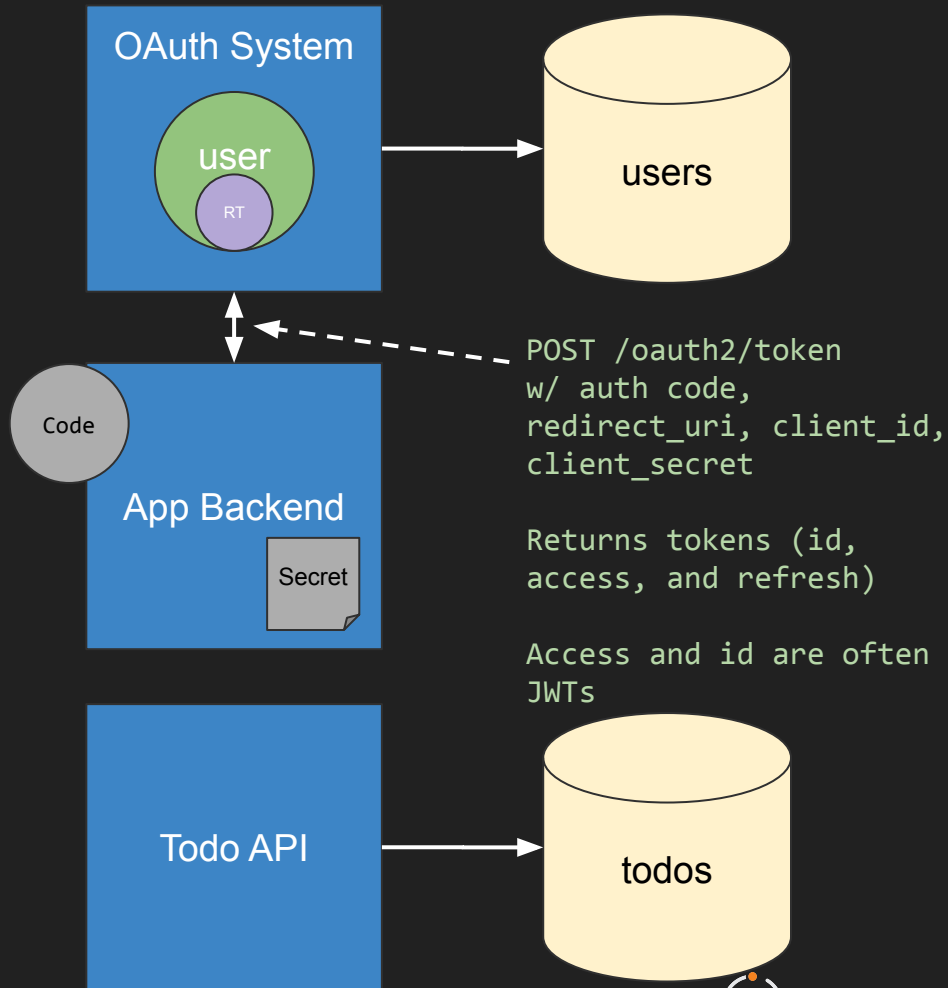 OAuth System
user
RT
users
POST /oauth2/token
w/ auth code,
redirect_uri, client_id,
client_secret
Code
App Backend
Secret
Returns tokens (id,
access, and refresh)
Access and id are often
JWTs
Todo API
todos